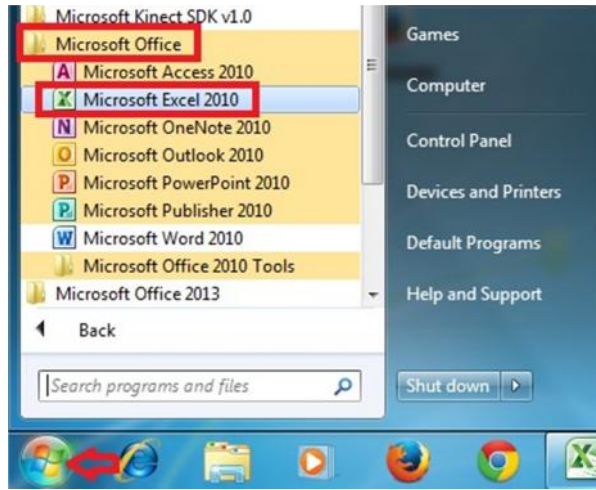 Microsoft Kinect SDK v1.0
Microsoft Office
Microsoft Access 2010
Microsoft Excel 2010
Microsoft OneNote 2010
Microsoft Outlook 2010
Microsoft PowerPoint 2010
Microsoft Publisher 2010
Microsoft Word 2010
Microsoft Office 2010 Tools
Microsoft Office 2013
Back
Search programs and files
Games
Computer
Control Panel
Devices and Printers
Default Programs
Help and Support
Shut down